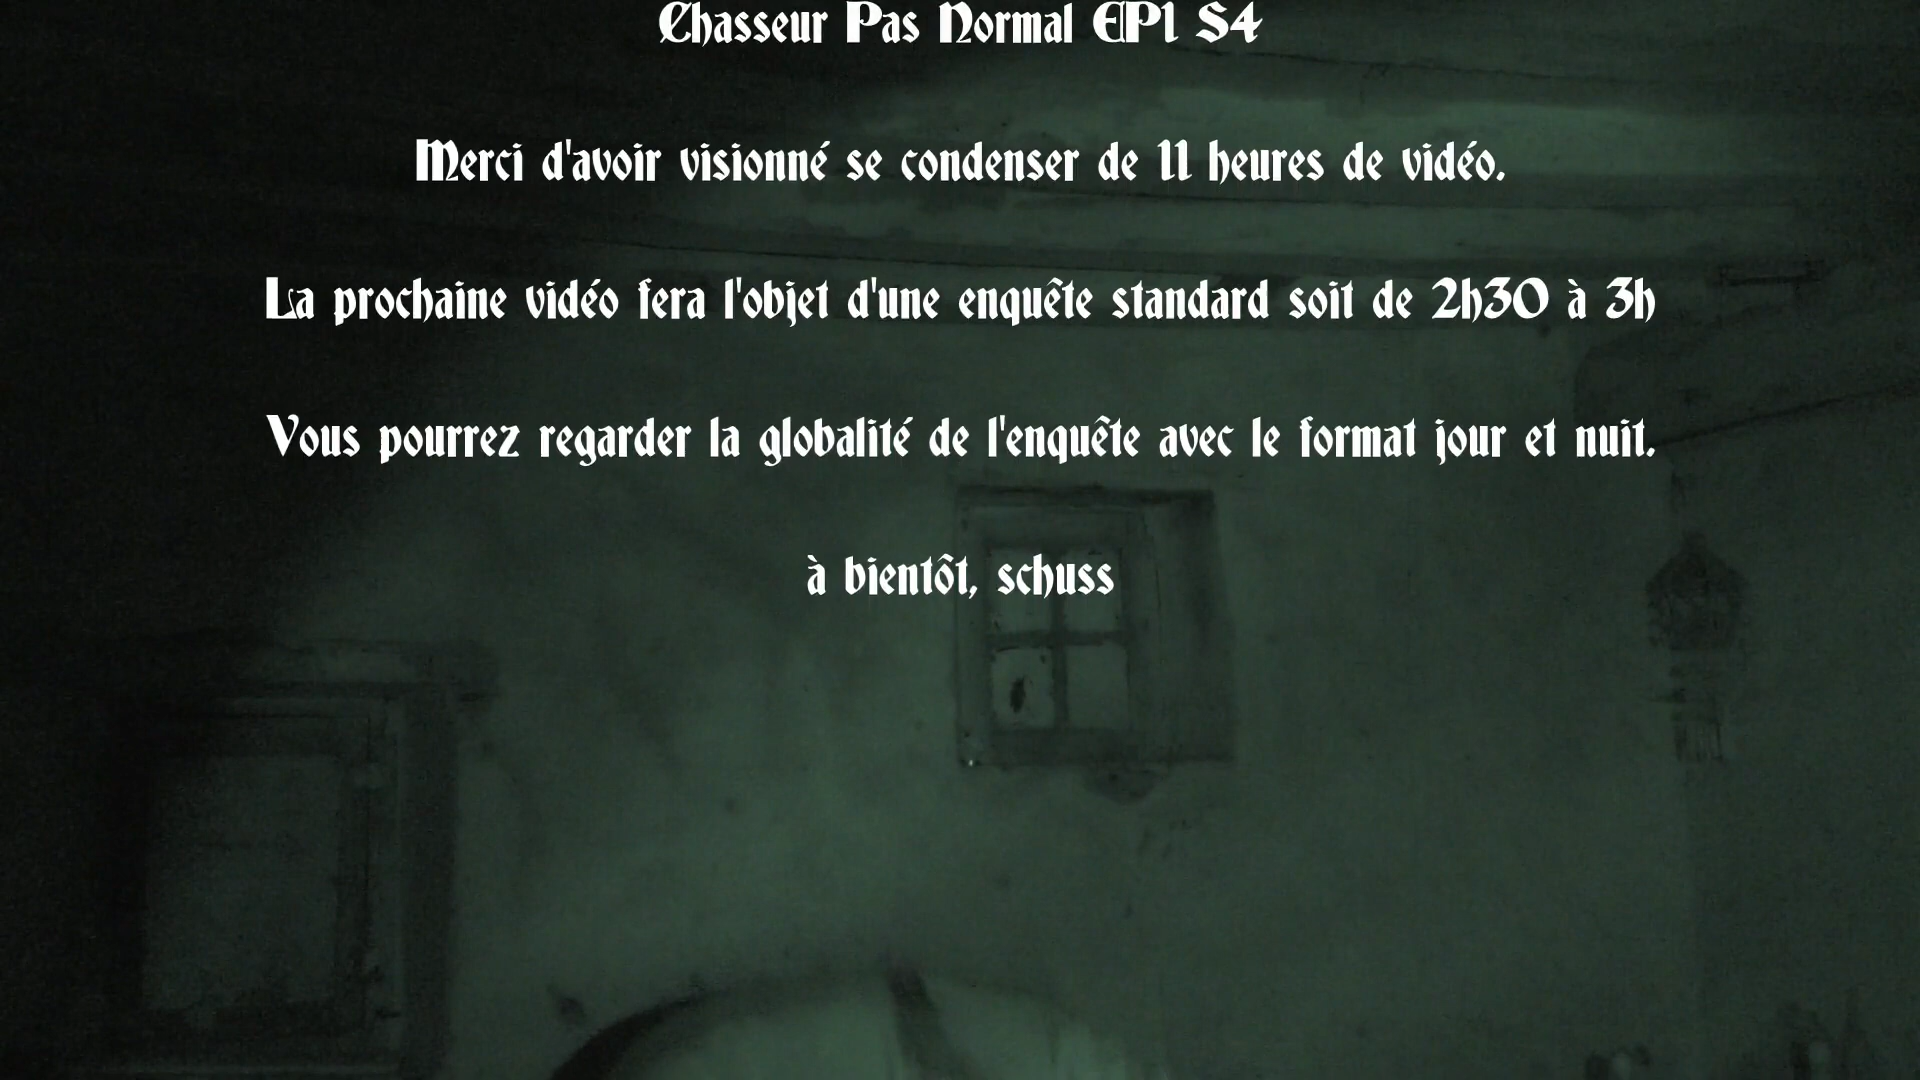 Chasseur Pas Normal EP1 S4
Merci d'avoir visionné se condenser de 11 heures de vidéo.
La prochaine vidéo fera l'objet d'une enquête standard soit de 2h30 à 3h
Vous pourrez regarder la globalité de l'enquête avec le format jour et nuit.
à bientôt, schuss